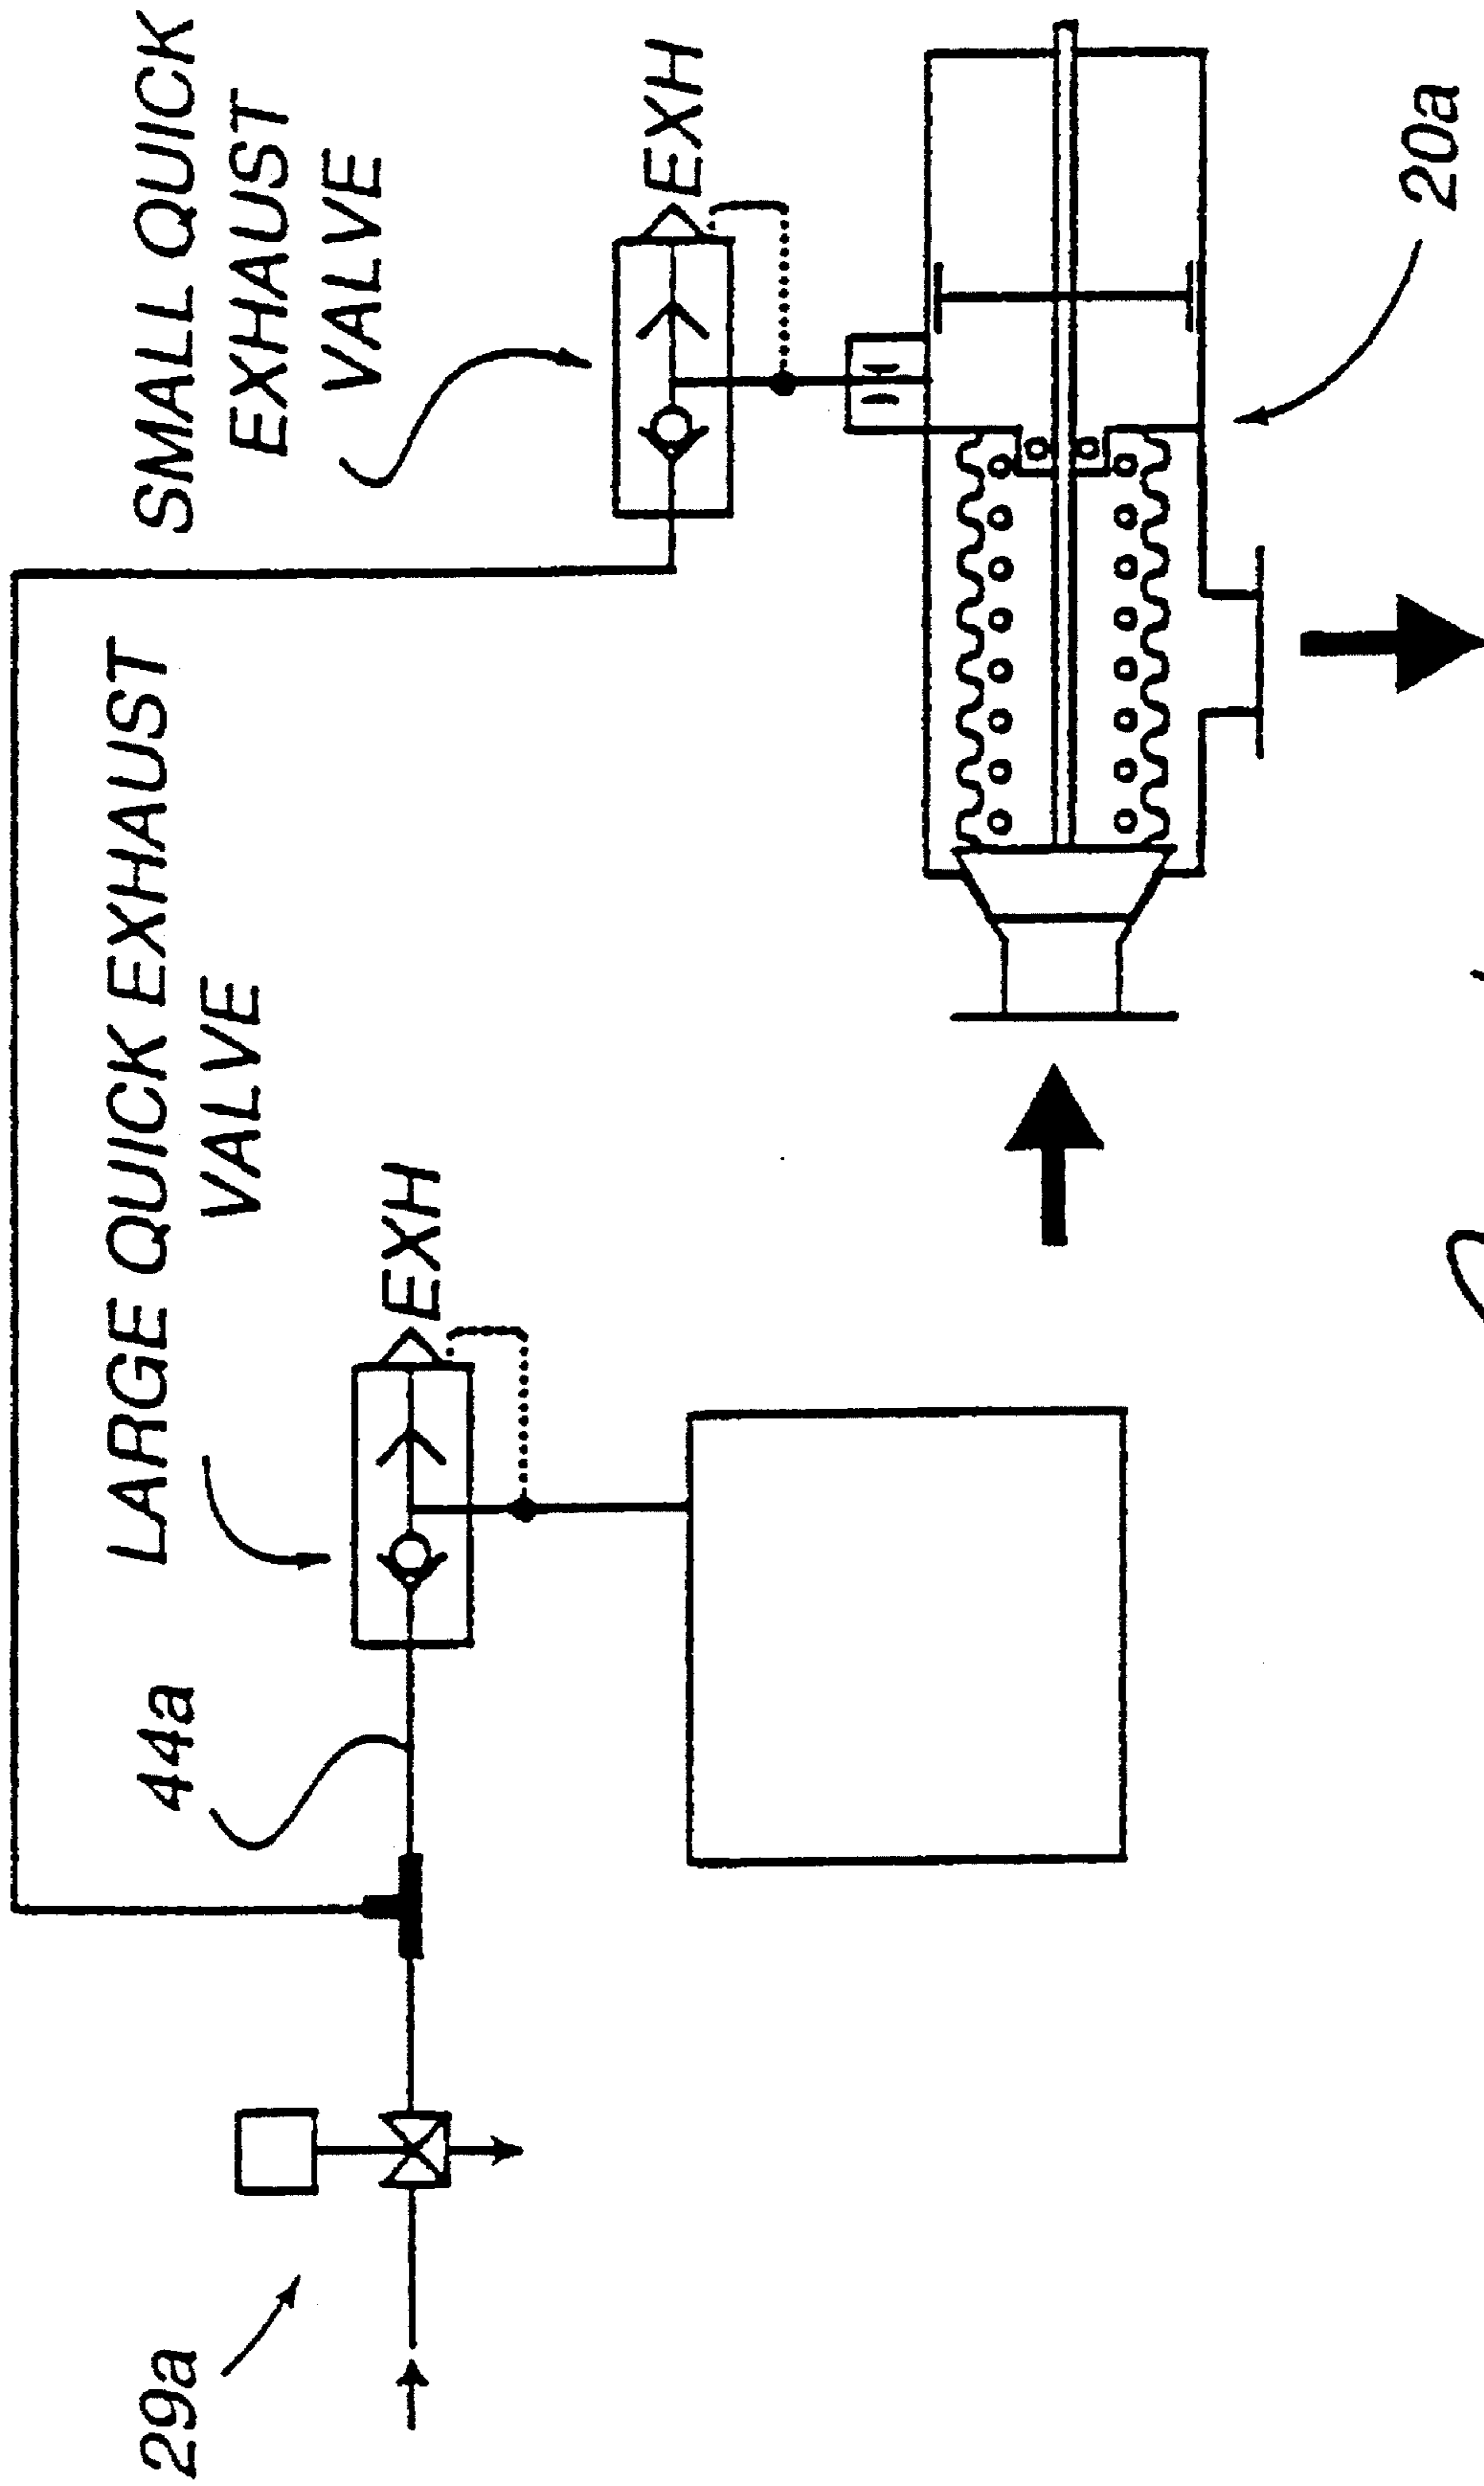 SMALL QUICK
EXHAUST
VALVE
EXH
LARGE QUICK EXHAUST
VALVE
EXH
44a
29a
20a